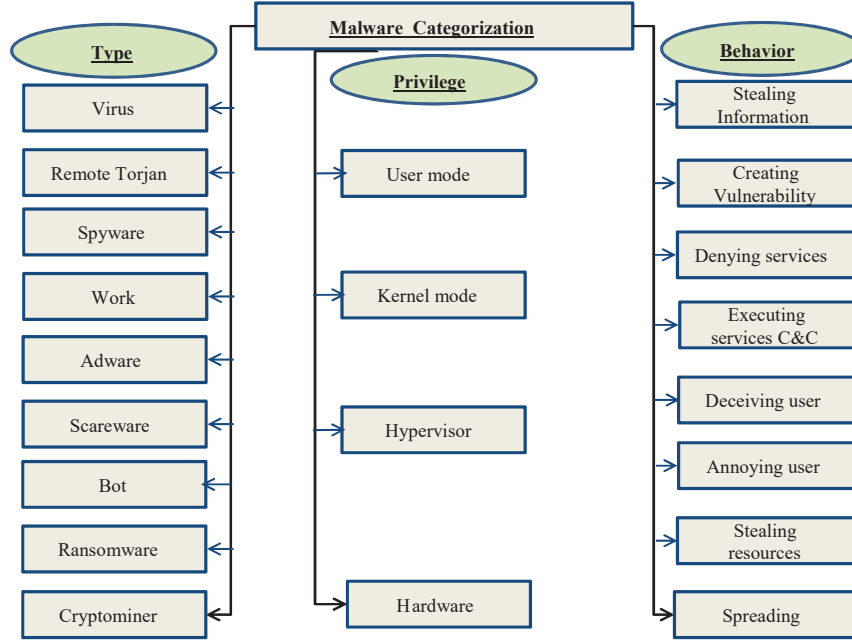 Malware Categorization
Type
Virus
Remote Torjan
Spyware
Work
Adware
Scareware
Bot
Ransomware
Cryptominer
Privilege
User mode
Kernel mode
Hypervisor
Hardware
Behavior
Stealing
Information
Creating
Vulnerability
Denying services
Executing
services C&C
Deceiving user
Annoying user
Stealing
resources
Spreading